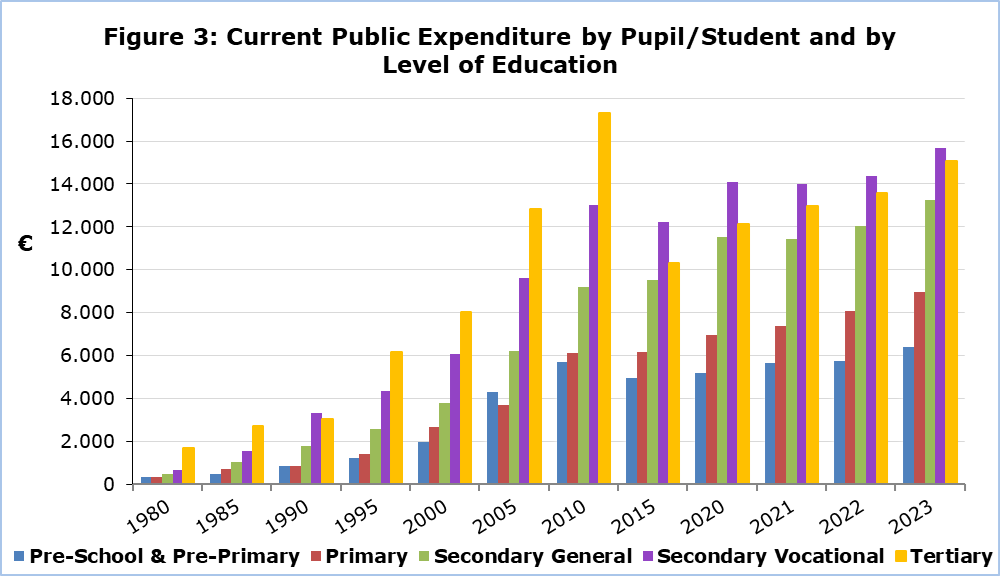 Figure 3: Current Public Expenditure by Pupil/Student and by
Level of Education
18.000
16.000
14.000
12.000
€
10.000
8.000
6.000
4.000
2.000
0
1980 1985 1990 1995 2000 2005 2010 2015 2020 2021 2022 2023
Pre-School & Pre-Primary Primary Secondary General Secondary Vocational Tertiary